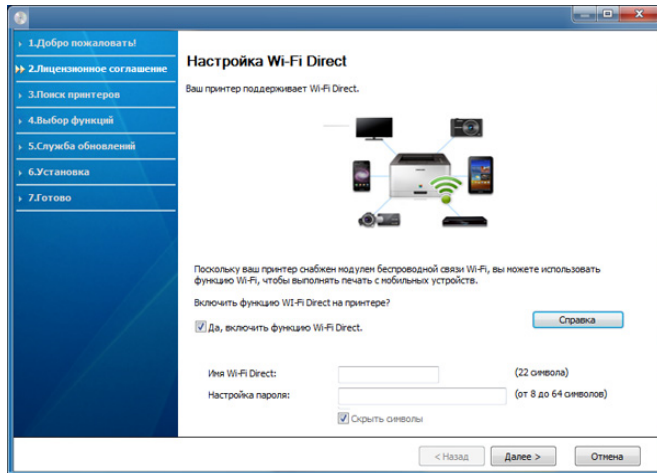 1.Добро пожаловать!
2.Лицензионное соглашение
3.Поиск принтеров
4.Выбор функций
5.Служба обновлений
6.Установка
7.Готово
Настройка Wi-Fi Direct
Ваш принтер поддерживает Wi-Fi Direct.
Поскольку ваш принтер снабжен модулем беспроводной связи Wi-Fi, вы можете использовать
функцию Wi-Fi, чтобы выполнять печать с мобильных устройств.
Включить функцию WI-Fi Direct на принтере?
Да, включить функцию Wi-Fi Direct.
Справка
Имя Wi-Fi Direct:
(22 символа)
Настройка пароля:
(от 8 до 64 символов)
Скрыть символы
< Назад
Далее >
Отмена